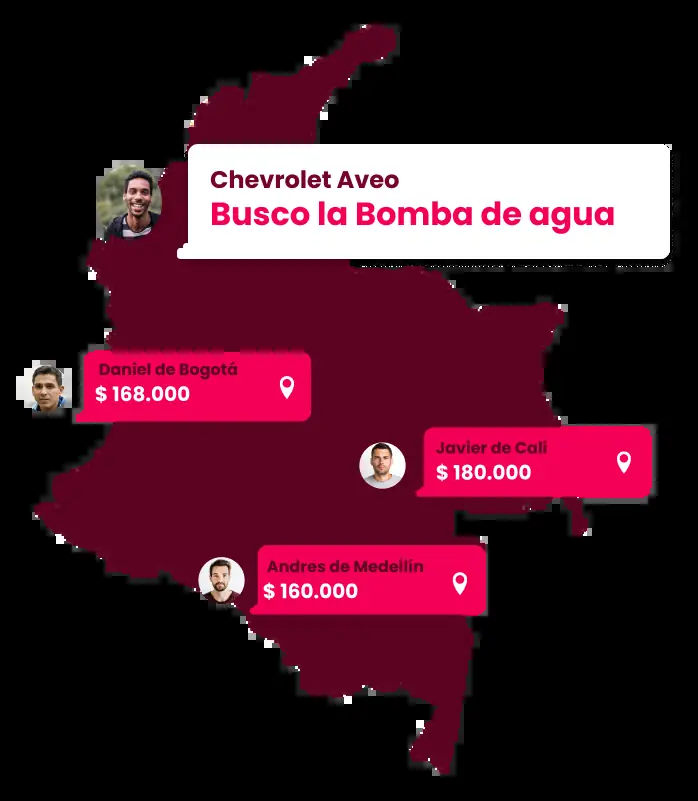 Chevrolet Aveo
Busco la Bomba de agua
Daniel de Bogotá
$ 168.000
Javier de Cali
$ 180.000
Andres de Medellín
$ 160.000